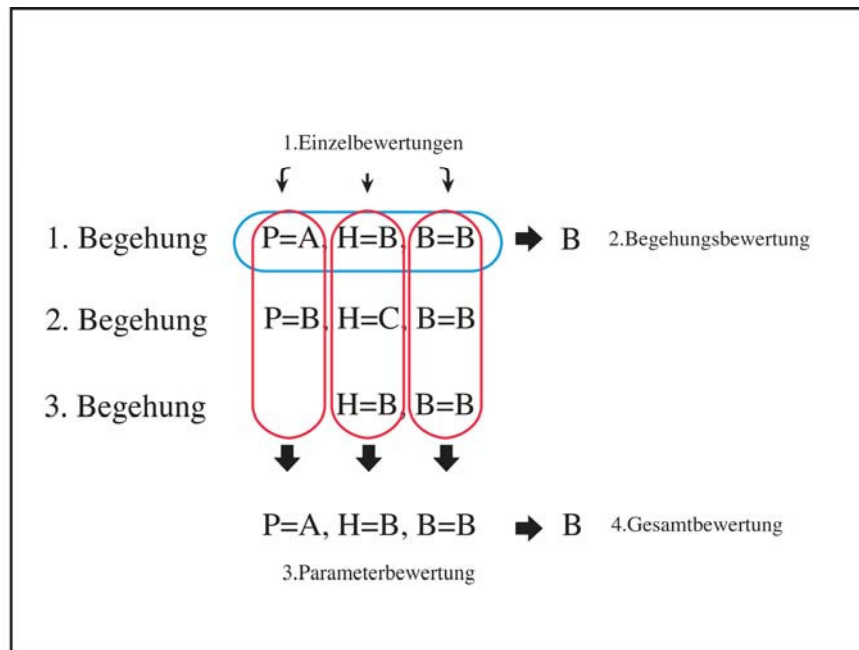 1.Einzelbewertungen
1. Begehung P=A, H=B, B=B B 2.Begehungsbewertung
2. Begehung P=B, H=C, B=B
3. Begehung H=B, B=B
P=A, H=B, B=B B 4.Gesamtbewertung
3.Parameterbewertung